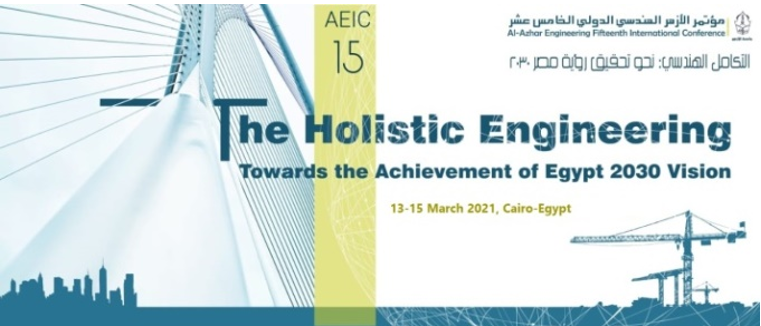 AEIC
15
مؤتمر الأزهر الهندسي الدولي الخامس عشر
Al-Azhar Engineering Fifteenth International Conference
التكامل الهندسي: نحو تحقيق رواية مصر ٢٠٣٠
The Holistic Engineering
Towards the Achievement of Egypt 2030 Vision
13-15 March 2021, Cairo-Egypt